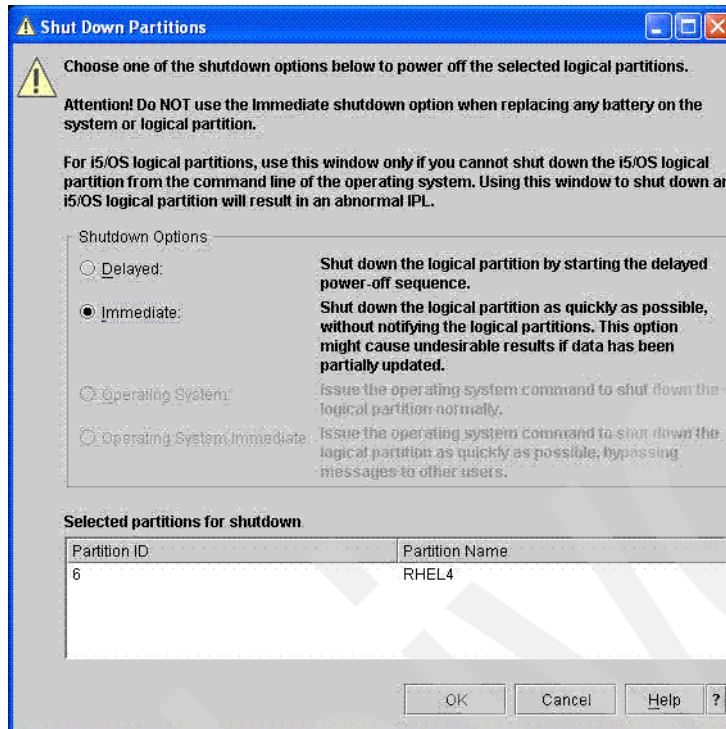 Shut Down Partitions
Choose one of the shutdown options below to power off the selected logical partitions.
Attention! Do NOT use the Immediate shutdown option when replacing any battery on the
system or logical partition.
For i5/OS logical partitions, use this window only if you cannot shut down the i5/OS logical
partition from the command line of the operating system. Using this window to shut down an
i5/OS logical partition will result in an abnormal IPL.
Shutdown Options
Delayed:
Shut down the logical partition by starting the delayed
power-off sequence.
Immediate:
Shut down the logical partition as quickly as possible,
without notifying the logical partitions. This option
might cause undesirable results if data has been
partially updated.
Operating System:
Issue the operating system command to shut down the
logical partition normally.
Operating System Immediate:
Issue the operating system command to shut down the
logical partition as quickly as possible, bypassing
messages to other users.
Selected partitions for shutdown
Partition ID Partition Name
6 RHEL4
OK Cancel Help ?